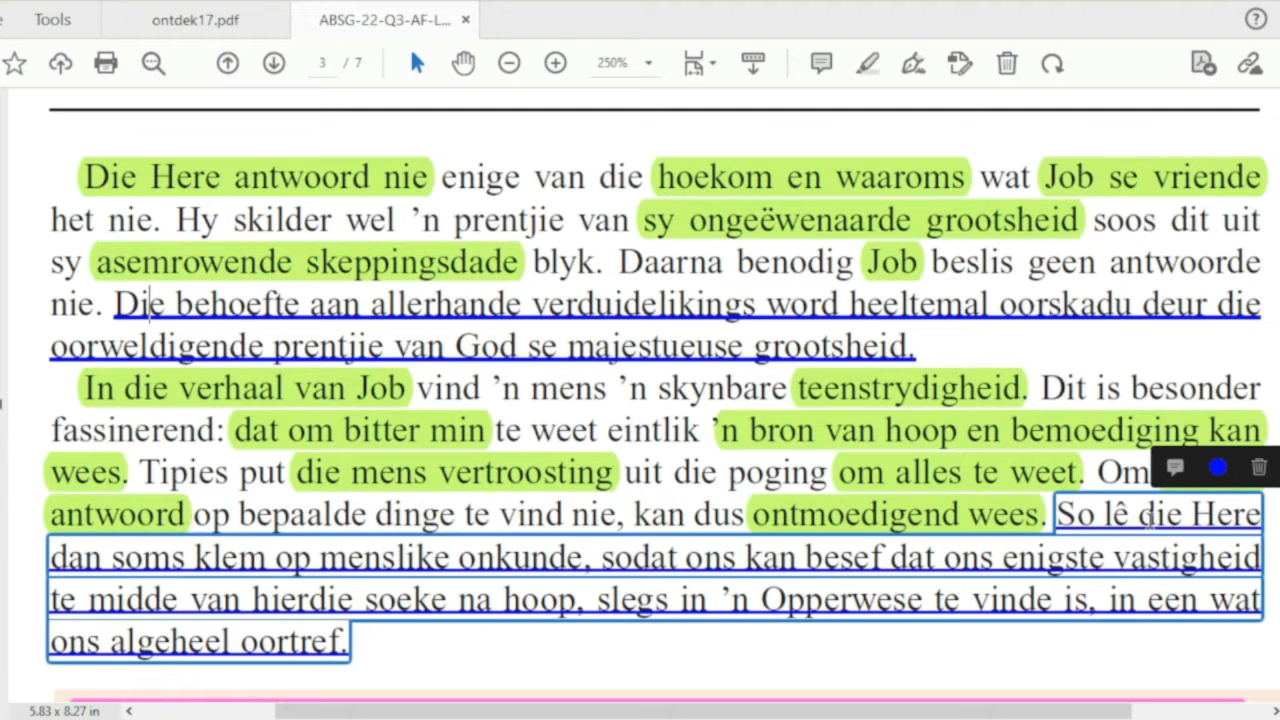 Tools
ontdek17.pdf
ABSG-22-Q3-AF-L...
3 / 7
250%
Die Here antwoord nie enige van die hoekom en waaroms wat Job se vriende
het nie. Hy skilder wel ’n prentjie van sy ongeëwenaarde grootsheid soos dit uit
sy asemrowende skeppingsdade blyk. Daarna benodig Job beslis geen antwoorde
nie. Die behoefte aan allerhande verduidelikings word heeltemal oorskadu deur die
oorweldigende prentjie van God se majestueuse grootsheid.
In die verhaal van Job vind ’n mens ’n skynbare teenstrydigheid. Dit is besonder
fassinerend: dat om bitter min te weet eintlik ’n bron van hoop en bemoediging kan
wees. Tipies put die mens vertroosting uit die poging om alles te weet. Om
antwoord op bepaalde dinge te vind nie, kan dus ontmoedigend wees. So lê die Here
dan soms klem op menslike onkunde, sodat ons kan besef dat ons enigste vastigheid
te midde van hierdie soeke na hoop, slegs in ’n Opperwese te vinde is, in een wat
ons algeheel oortref.
5.83 x 8.27 in